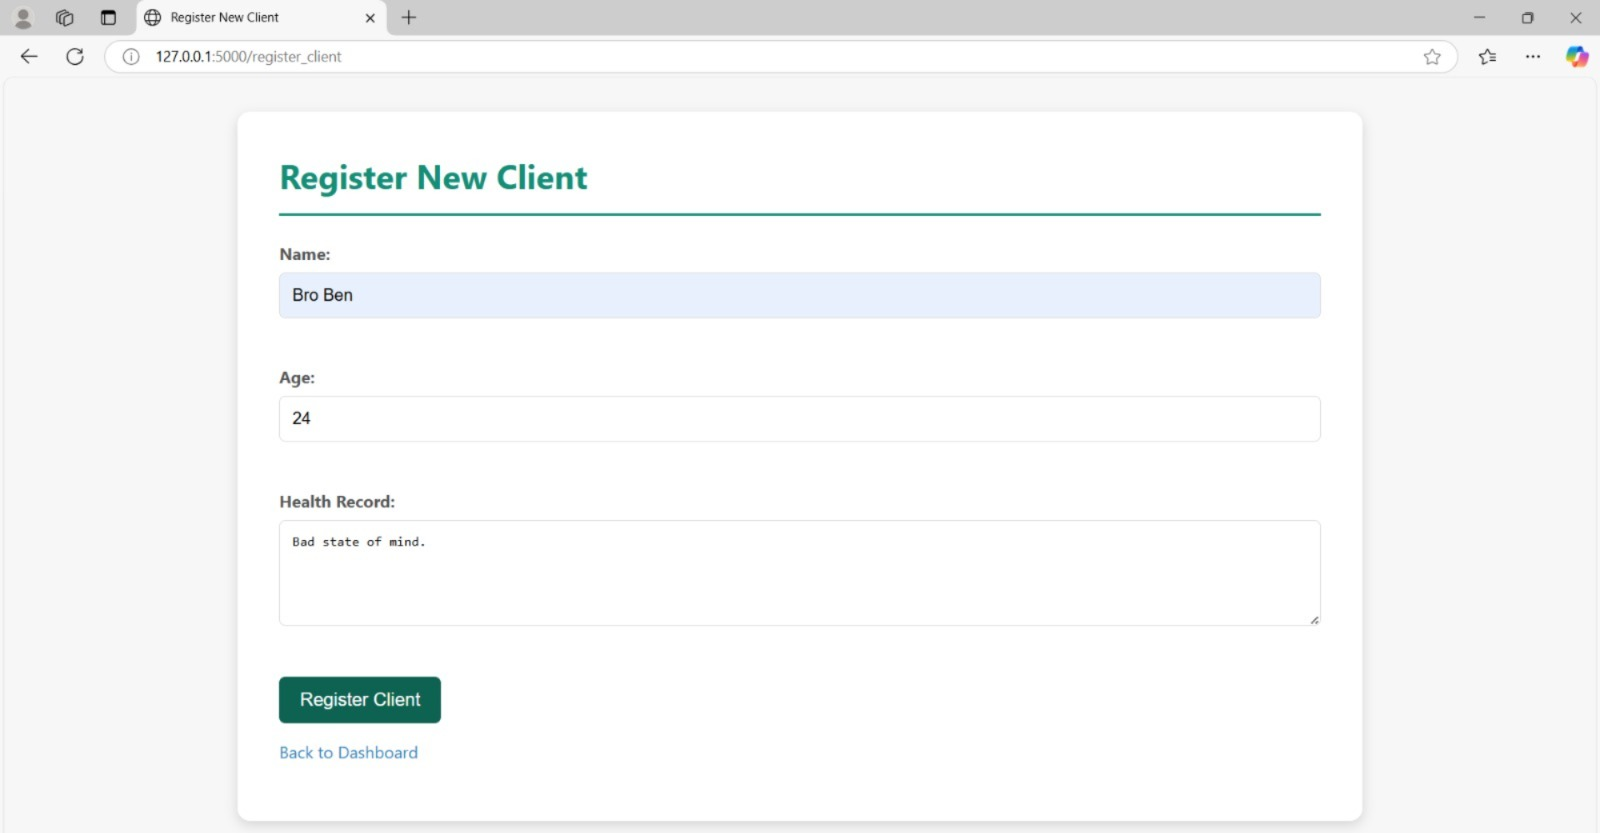 Register New Client
127.0.0.1:5000/register_client
Register New Client
Name:
Bro Ben
Age:
24
Health Record:
Bad state of mind.
Register Client
Back to Dashboard